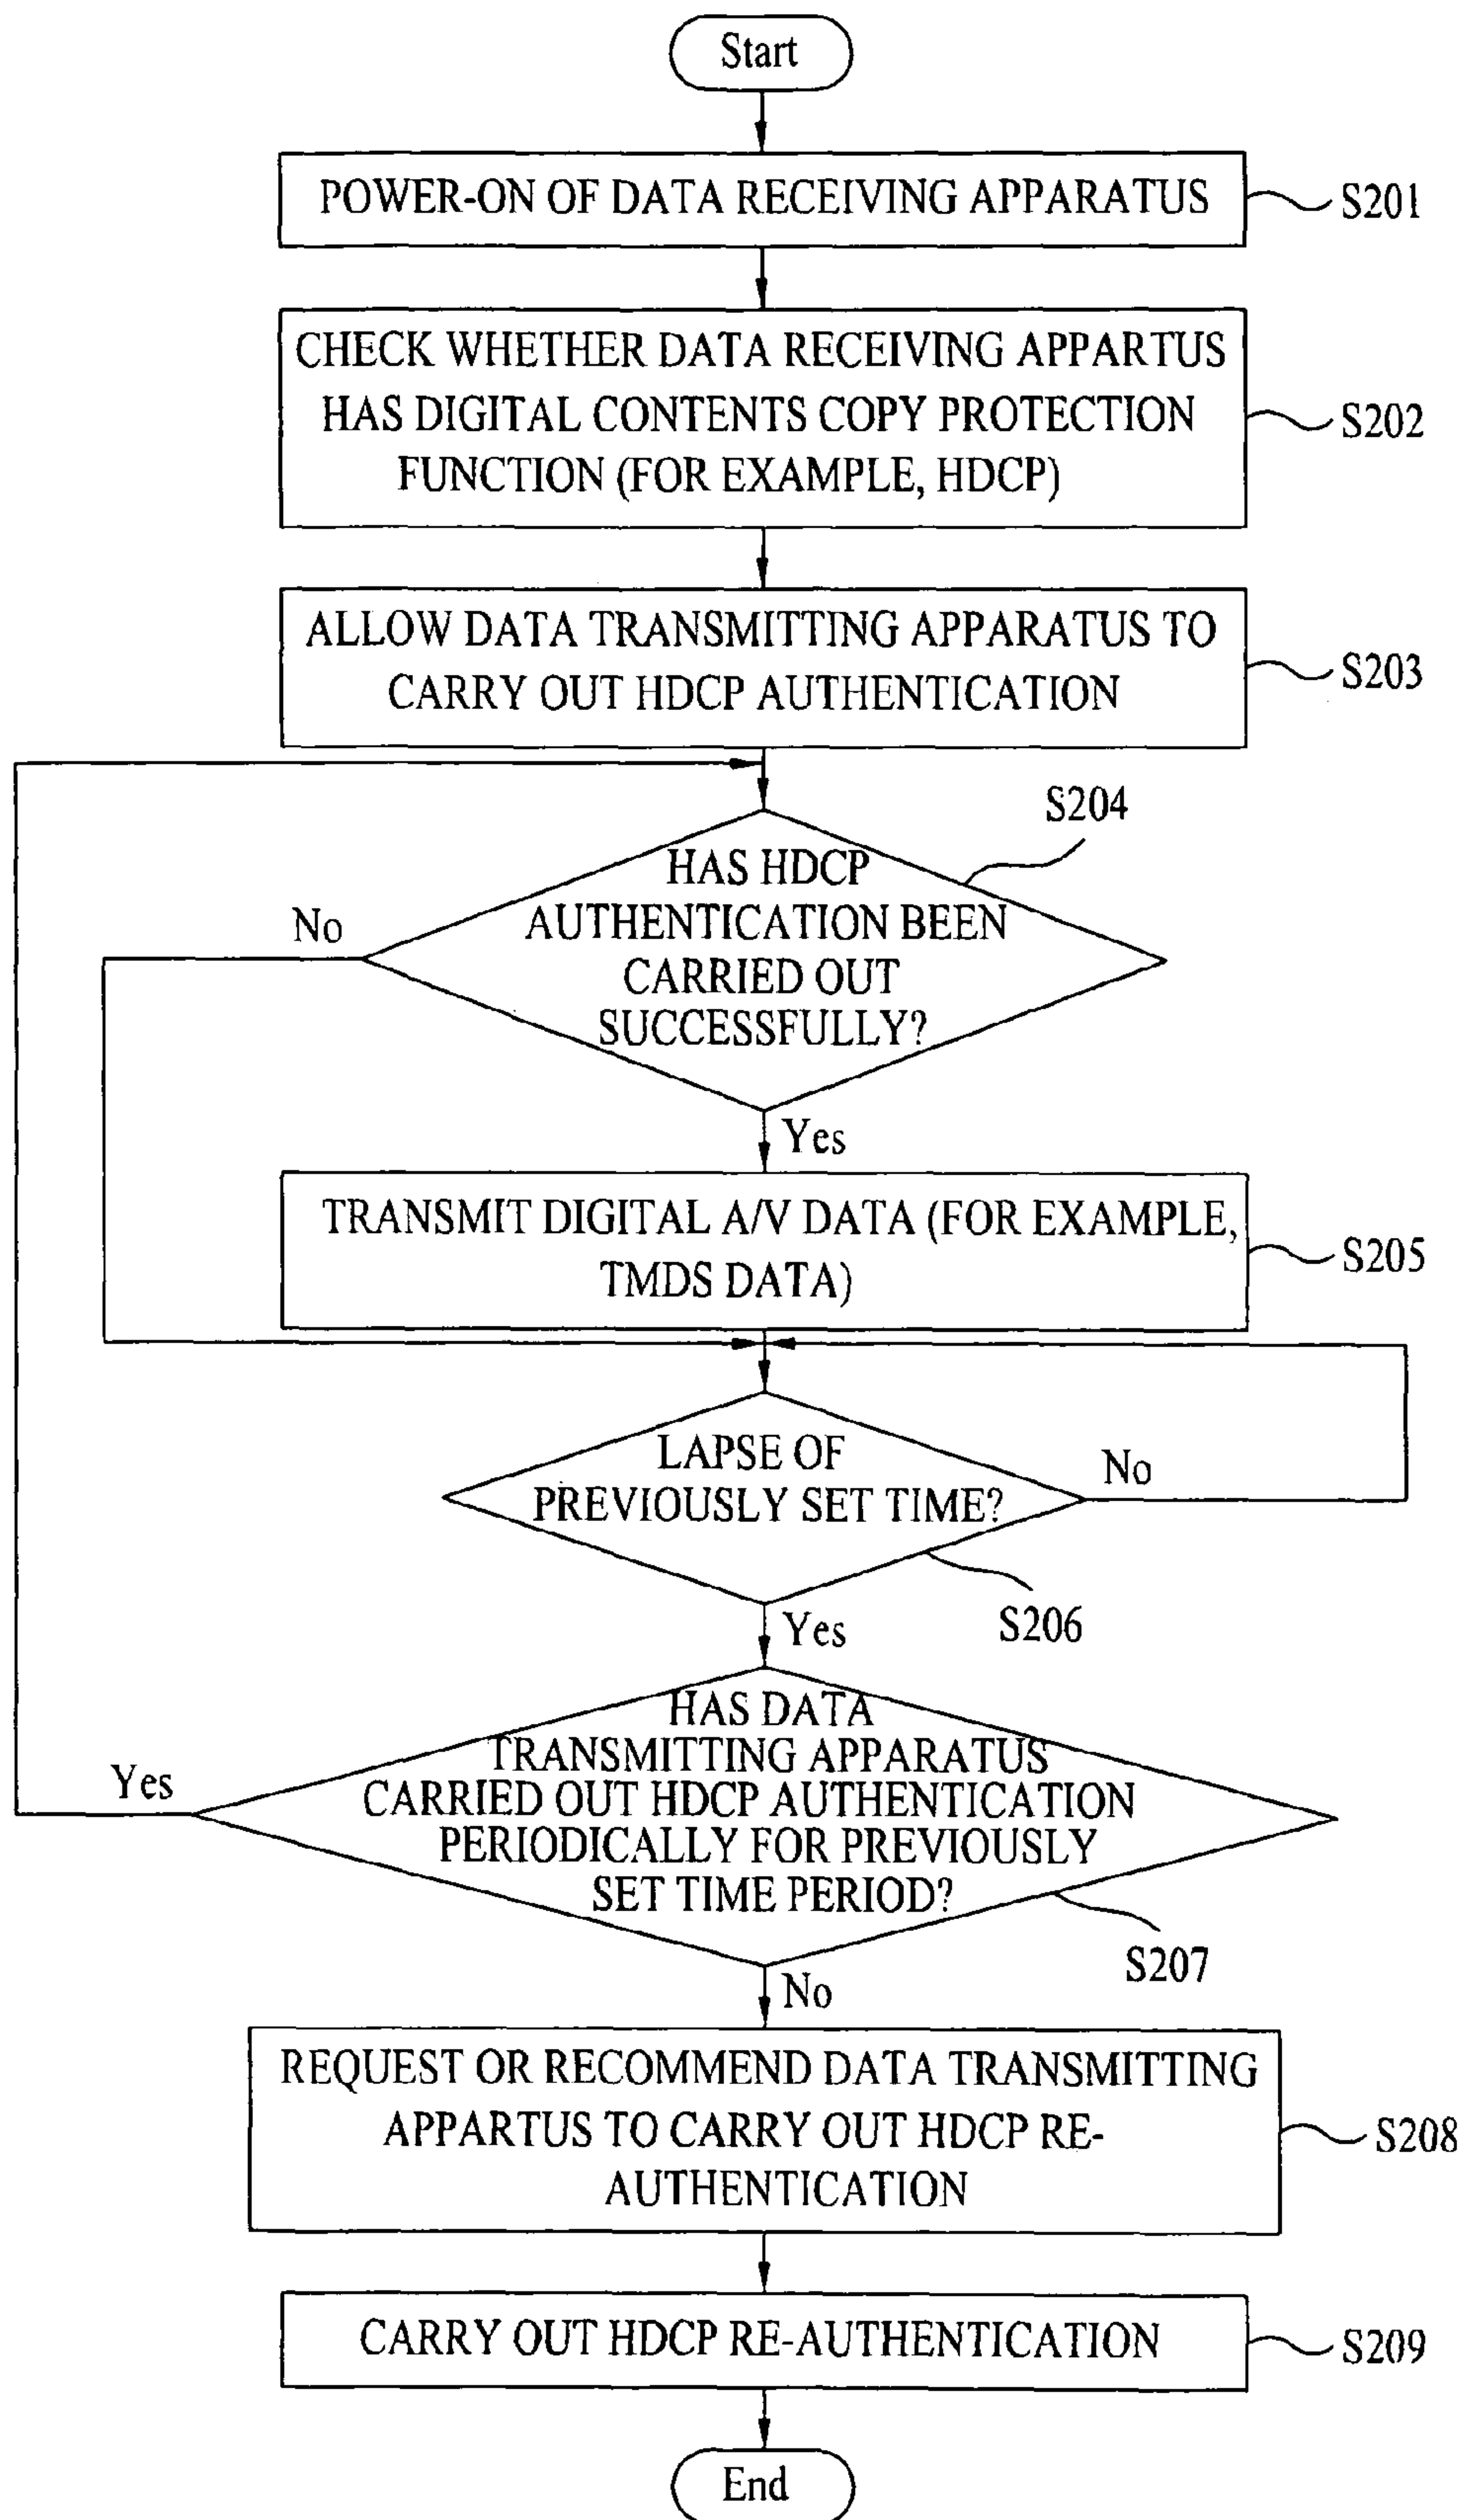 Start
POWER-ON OF DATA RECEIVING APPARATUS
S201
CHECK WHETHER DATA RECEIVING APPARTUS
HAS DIGITAL CONTENTS COPY PROTECTION
FUNCTION (FOR EXAMPLE, HDCP)
S202
ALLOW DATA TRANSMITTING APPARATUS TO
CARRY OUT HDCP AUTHENTICATION
S203
S204
HAS HDCP
AUTHENTICATION BEEN
CARRIED OUT
SUCCESSFULLY?
No
Yes
TRANSMIT DIGITAL A/V DATA (FOR EXAMPLE,
TMDS DATA)
S205
LAPSE OF
PREVIOUSLY SET TIME?
No
S206
Yes
HAS DATA
TRANSMITTING APPARATUS
CARRIED OUT HDCP AUTHENTICATION
PERIODICALLY FOR PREVIOUSLY
SET TIME PERIOD?
Yes
S207
No
REQUEST OR RECOMMEND DATA TRANSMITTING
APPARTUS TO CARRY OUT HDCP RE-
AUTHENTICATION
S208
CARRY OUT HDCP RE-AUTHENTICATION
S209
End